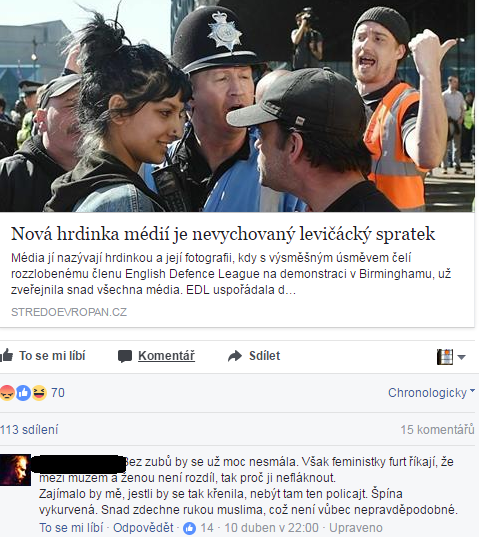 Nová hrdinka médií je nevychovaný levičácký spratek
Média jí nazývají hrdinkou a její fotografii, kdy s výsměšným úsměvem čelí
rozzlobenému členu English Defence League na demonstraci v Birminghamu, už
zveřejnila snad všechna média. EDL uspořádala d…
STREDOEVROPAN.CZ
To se mi líbí Komentář Sdílet
70 Chronologicky
113 sdílení 15 komentářů
Bez zubů by se už moc nesmála. Však feministky furt říkají, že
mezi mužem a ženou není rozdíl, tak proč ji nefláknout.
Zajímalo by mě, jestli by se tak křenila, nebýt tam ten policajt. Špína
vykurvená. Snad zdechne rukou muslima, což není vůbec nepravděpodobné.
To se mi líbí · Odpovědět · 14 · 10 duben v 22:00 · Upraveno